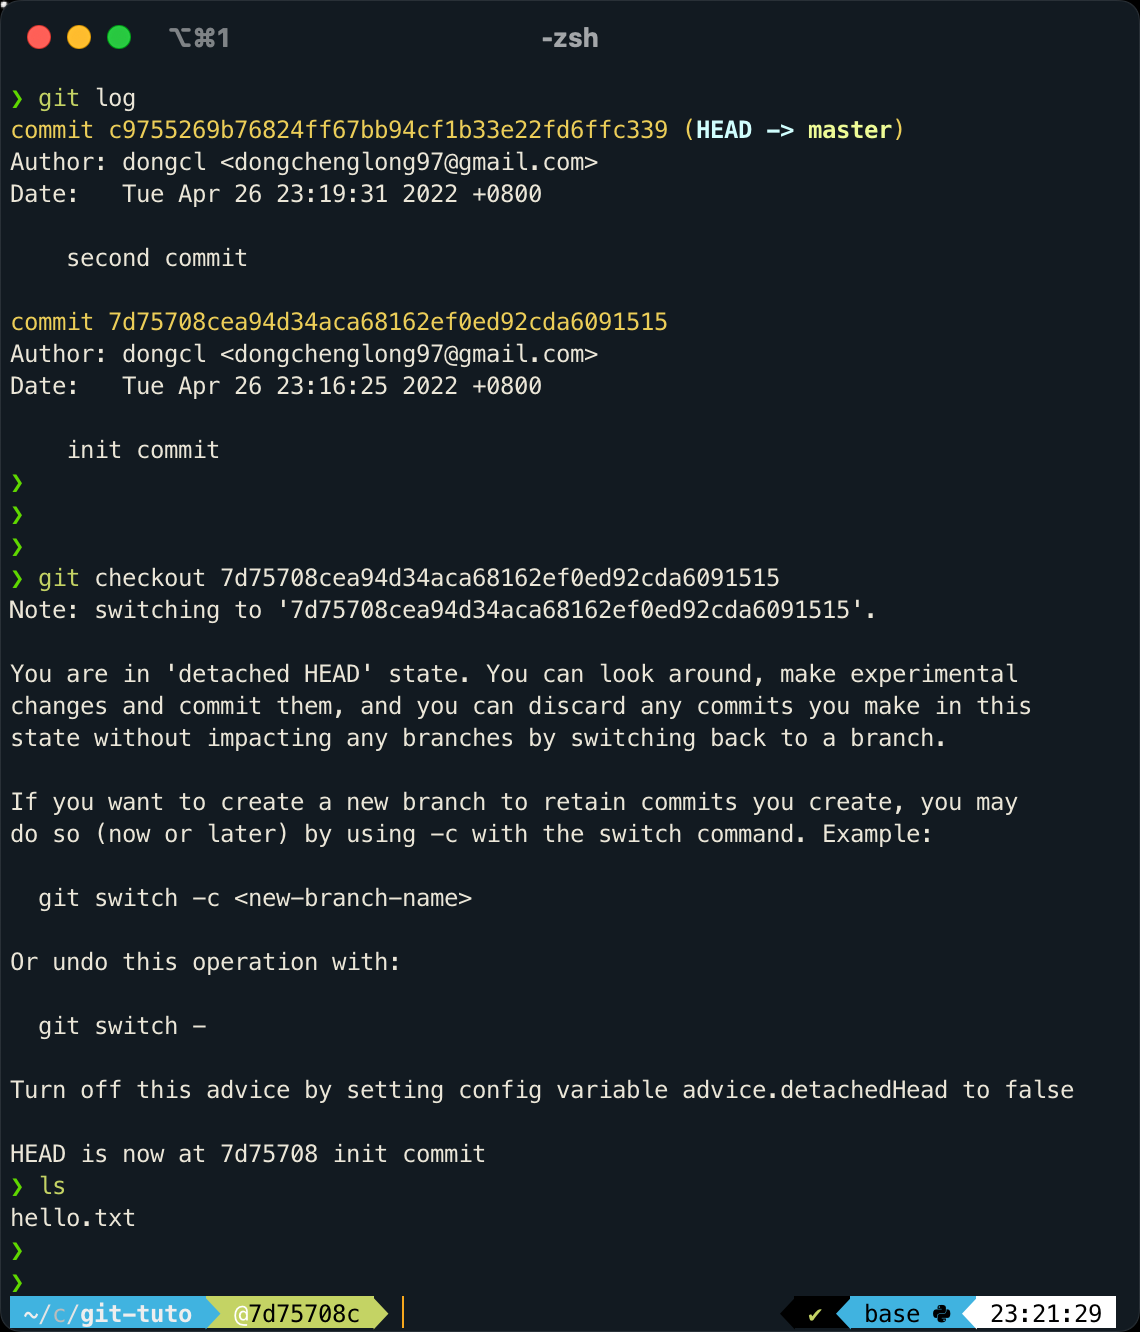 ⌥⌘1
-zsh
❯ git log
commit c9755269b76824ff67bb94cf1b33e22fd6ffc339 (HEAD -> master)
Author: dongcl <dongchenglong97@gmail.com>
Date:   Tue Apr 26 23:19:31 2022 +0800
    second commit
commit 7d75708cea94d34aca68162ef0ed92cda6091515
Author: dongcl <dongchenglong97@gmail.com>
Date:   Tue Apr 26 23:16:25 2022 +0800
    init commit
❯
❯
❯
❯ git checkout 7d75708cea94d34aca68162ef0ed92cda6091515
Note: switching to '7d75708cea94d34aca68162ef0ed92cda6091515'.
You are in 'detached HEAD' state. You can look around, make experimental
changes and commit them, and you can discard any commits you make in this
state without impacting any branches by switching back to a branch.
If you want to create a new branch to retain commits you create, you may
do so (now or later) by using -c with the switch command. Example:
  git switch -c <new-branch-name>
Or undo this operation with:
  git switch -
Turn off this advice by setting config variable advice.detachedHead to false
HEAD is now at 7d75708 init commit
❯ ls
hello.txt
❯
❯
~/c/git-tuto @7d75708c ✔ base 23:21:29